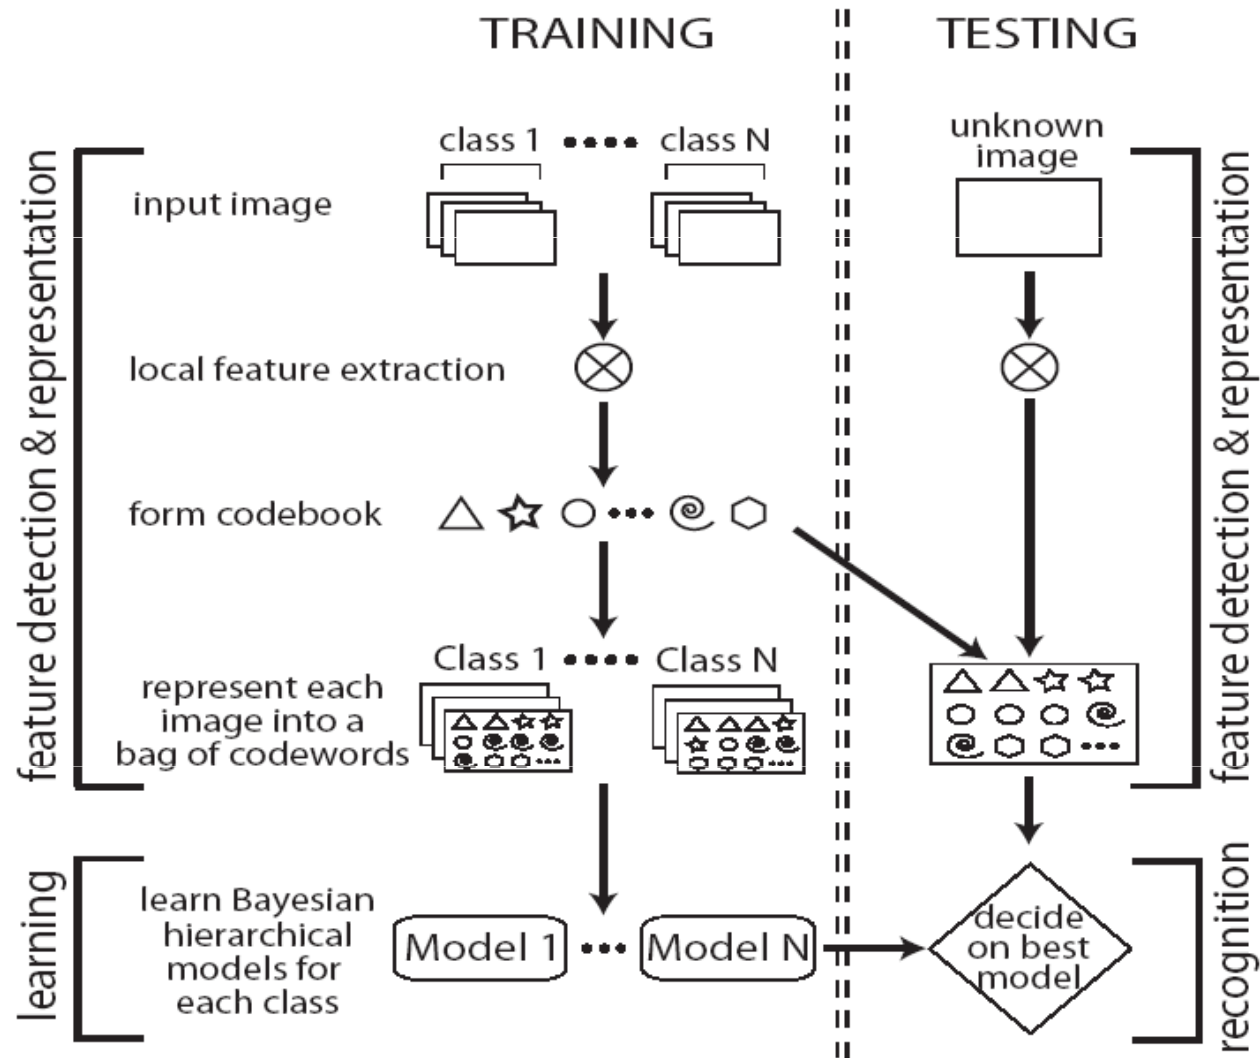 TRAINING
TESTING
class 1 •••• class N
unknown
image
input image
local feature extraction
form codebook
Class 1 •••• Class N
represent each
image into a
bag of codewords
learn Bayesian
hierarchical
models for
each class
Model 1 ••• Model N
decide
on best
model
feature detection & representation
learning
feature detection & representation
recognition